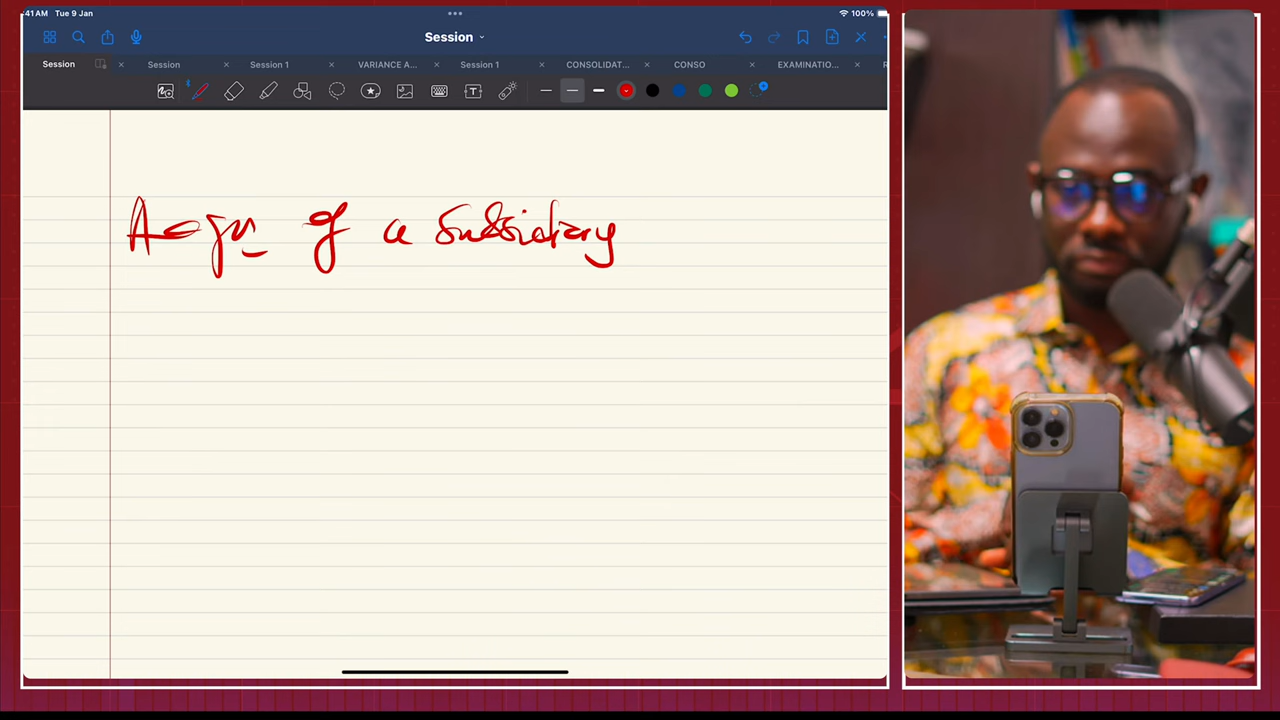 :41 AM Tue 9 Jan
100%
Session
Session Session Session 1 VARIANCE A... Session 1 CONSOLIDAT... CONSO EXAMINATIO...
T
of a Subsidiary